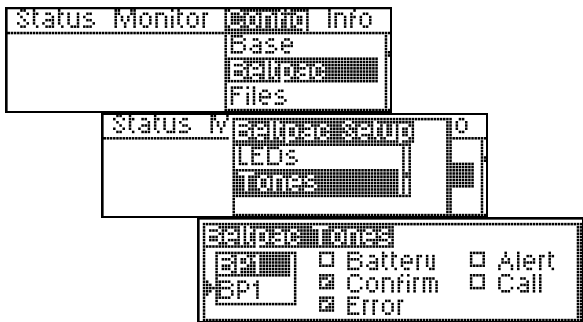 Status Monitor Config Info
Base
Beltpac
Files
Status M Beltpac Setup o
LEDs
Tones
Beltpac Tones
BP1 Battery Alert
BP1 Confirm Call
Error